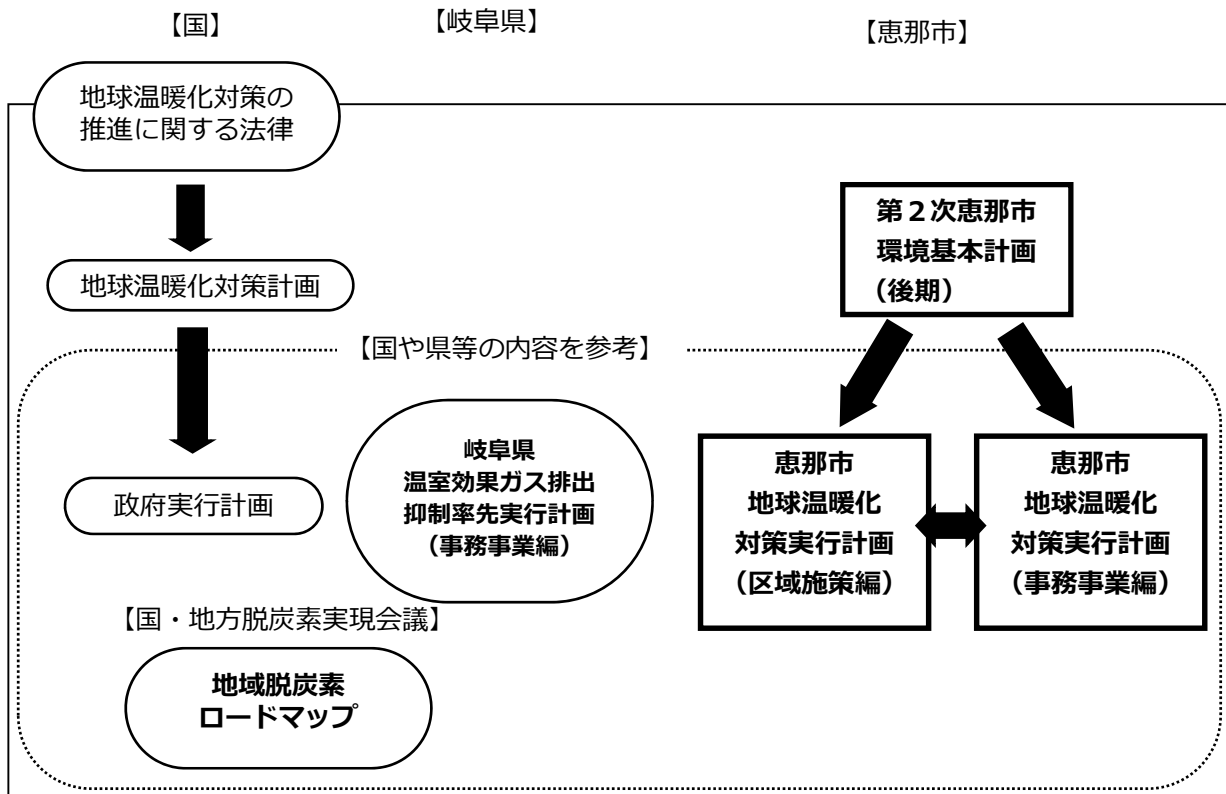 【国】
【岐阜県】
【恵那市】
地球温暖化対策の
推進に関する法律
地球温暖化対策計画
第２次恵那市
環境基本計画
（後期）
【国や県等の内容を参考】
政府実行計画
岐阜県
温室効果ガス排出
抑制率先実行計画
（事務事業編）
恵那市
地球温暖化
対策実行計画
（区域施策編）
恵那市
地球温暖化
対策実行計画
（事務事業編）
【国・地方脱炭素実現会議】
地域脱炭素
ロードマップ